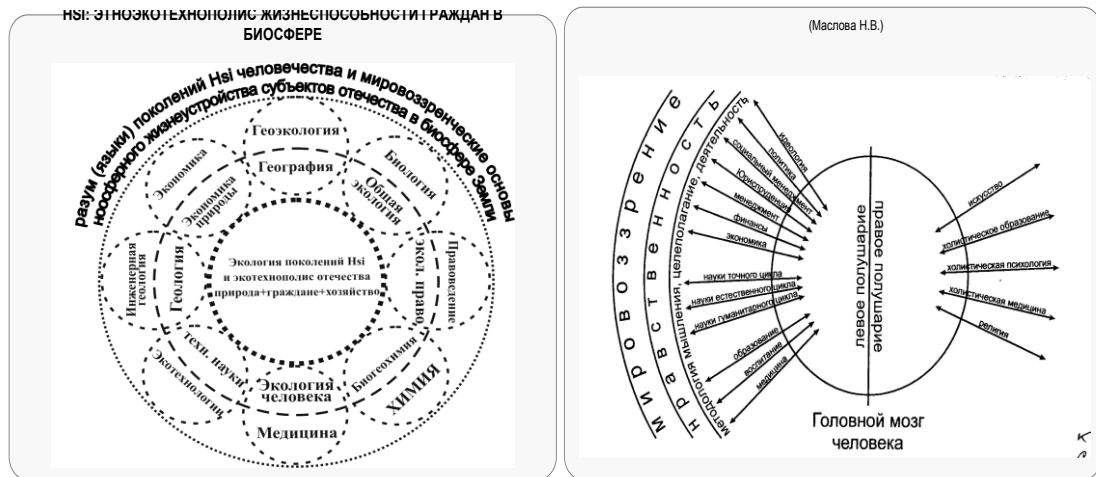 HSI: ЭТНОЭКОТЕХНОПОЛИС ЖИЗНЕСПОСОБНОСТИ ГРАЖДАН В
БИОСФЕРЕ
разум (языки) поколений Hsi человечества и мировоззренческие основы
ноосферного жизнеустройства субъектов отечества в биосфере Земли
Геоэкология
География
Биология
Общая
экология
Правоведение
экол. право
ХИМИЯ
Биогеохимия
Экология
человека
Медицина
техн. науки
Экотехнологии
Инженерная
геология
Геология
Экономика
Экономика
природы
Экология поколений Hsi
и экотехнополис отечества
природа+граждане+хозяйство
(Маслова Н.В.)
Мировоззрение
нравственность
методология мышления, целеполагание, деятельность
идеология
политика
социальный менеджмент
Юриспруденция
менеджмент
финансы
экономика
науки точного цикла
науки естественного цикла
науки гуманитарного цикла
образование
воспитание
медицина
левое полушарие
правое полушарие
искусство
холистическое образование
холистическая психология
холистическая медицина
религия
Головной мозг
человека